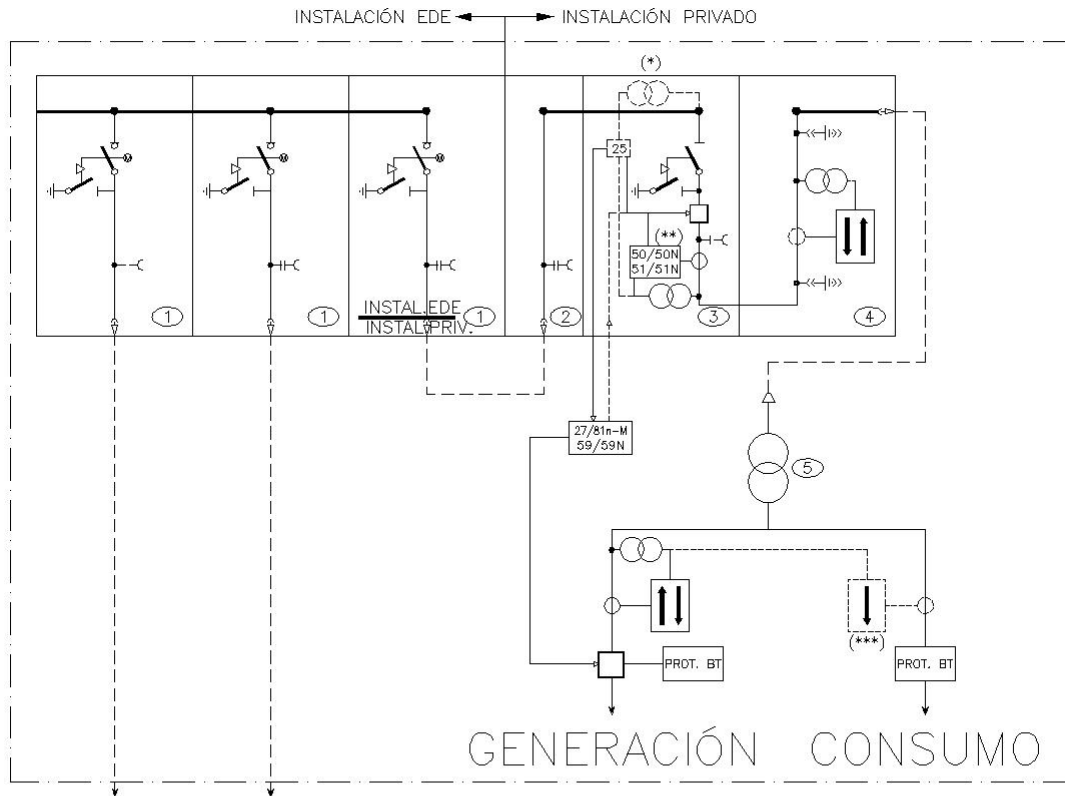 INSTALACIÓN EDE
INSTALACIÓN PRIVADO
(*)
25
(**)
50/50N
51/51N
INSTAL.EDE
INSTAL.PRIV.
1
1
1
2
3
4
27/81n-M
59/59N
5
(***)
PROT. BT
PROT. BT
GENERACIÓN
CONSUMO